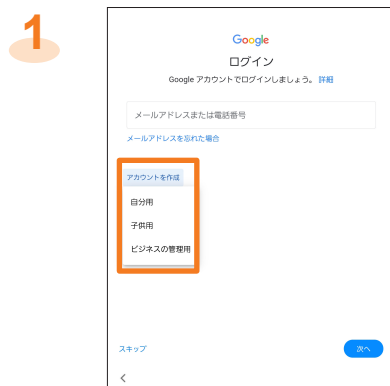 1
Google
ログイン
Google アカウントでログインしましょう。 詳細
メールアドレスまたは電話番号
メールアドレスを忘れた場合
アカウントを作成
自分用
子供用
ビジネスの管理用
スキップ
次へ